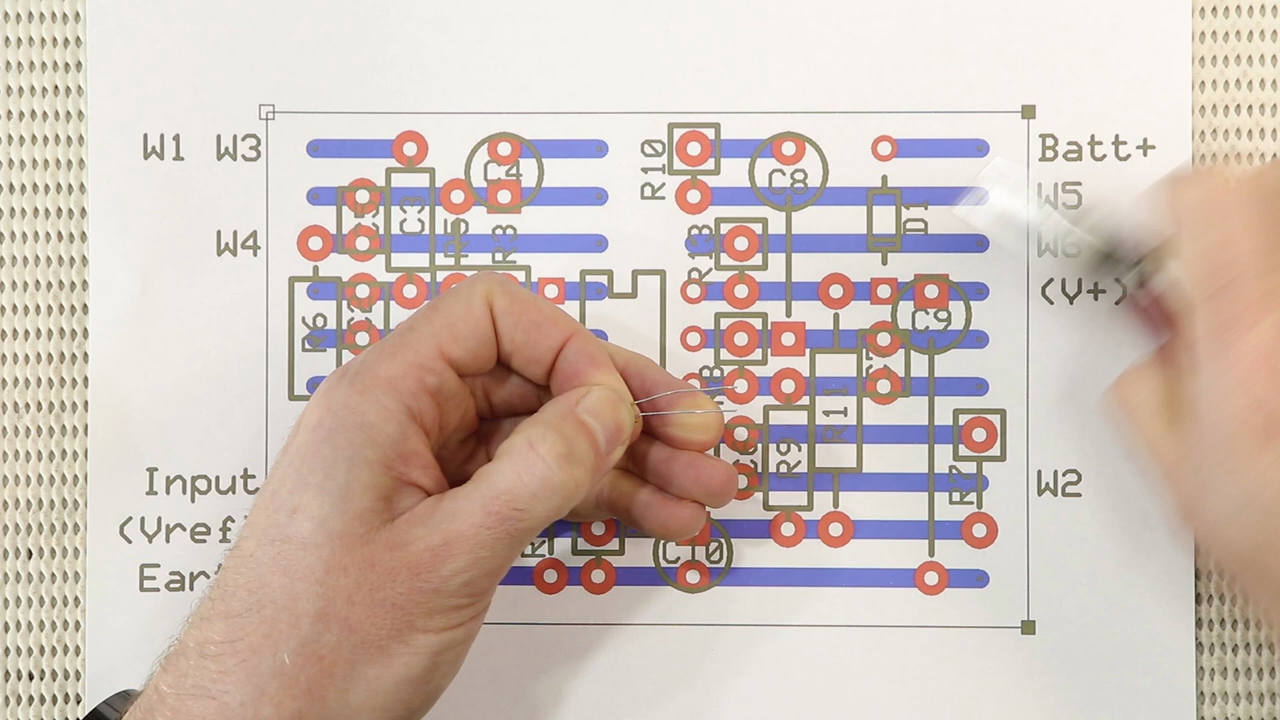 W1 W3
C4
R10
C8
Batt+
C3
R5
R3
D1
W5
W4
R13
W6
R6
C9
(V+)
R11
R9
Input
R7
W2
(Vref
C10